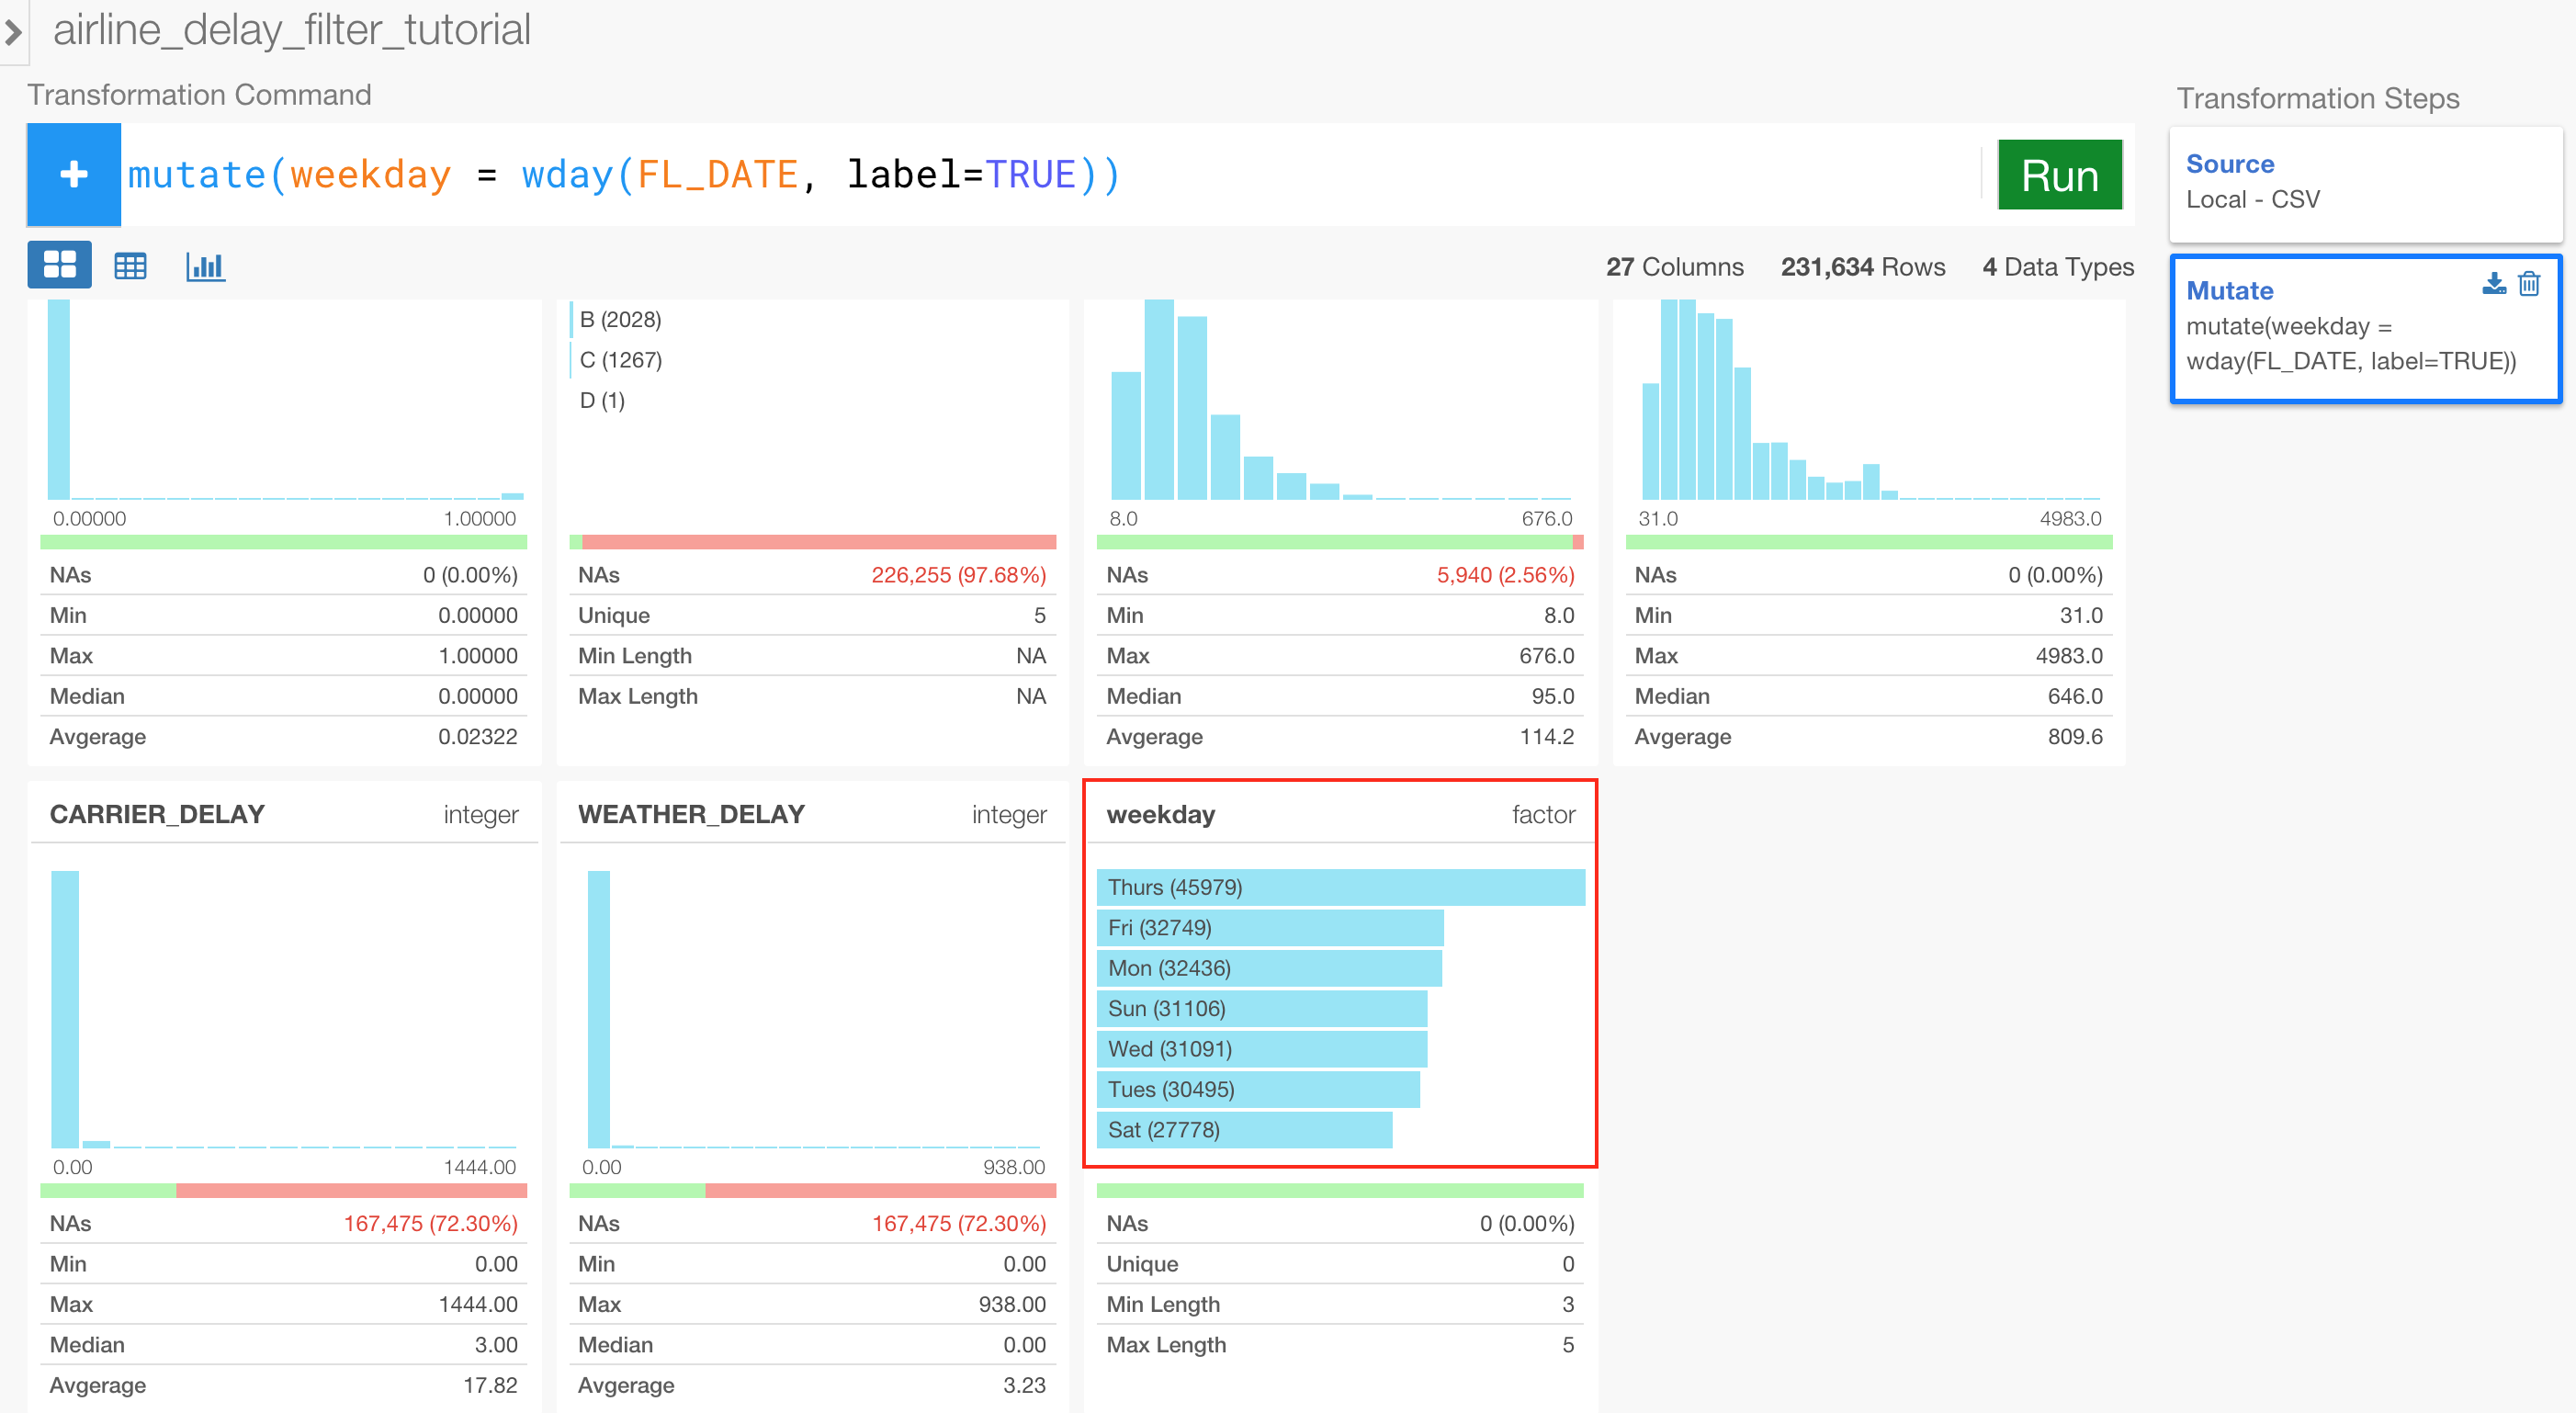 airline_delay_filter_tutorial
Transformation Command
mutate(weekday = wday(FL_DATE, label=TRUE))
Run
27 Columns 231,634 Rows 4 Data Types
Transformation Steps
Source
Local - CSV
Mutate
mutate(weekday =
wday(FL_DATE, label=TRUE))
0.00000 1.00000
NAs 0 (0.00%)
Min 0.00000
Max 1.00000
Median 0.00000
Avgerage 0.02322
B (2028)
C (1267)
D (1)
NAs 226,255 (97.68%)
Unique 5
Min Length NA
Max Length NA
8.0 676.0
NAs 5,940 (2.56%)
Min 8.0
Max 676.0
Median 95.0
Avgerage 114.2
31.0 4983.0
NAs 0 (0.00%)
Min 31.0
Max 4983.0
Median 646.0
Avgerage 809.6
CARRIER_DELAY integer
0.00 1444.00
NAs 167,475 (72.30%)
Min 0.00
Max 1444.00
Median 3.00
Avgerage 17.82
WEATHER_DELAY integer
0.00 938.00
NAs 167,475 (72.30%)
Min 0.00
Max 938.00
Median 0.00
Avgerage 3.23
weekday factor
Thurs (45979)
Fri (32749)
Mon (32436)
Sun (31106)
Wed (31091)
Tues (30495)
Sat (27778)
NAs 0 (0.00%)
Unique 0
Min Length 3
Max Length 5